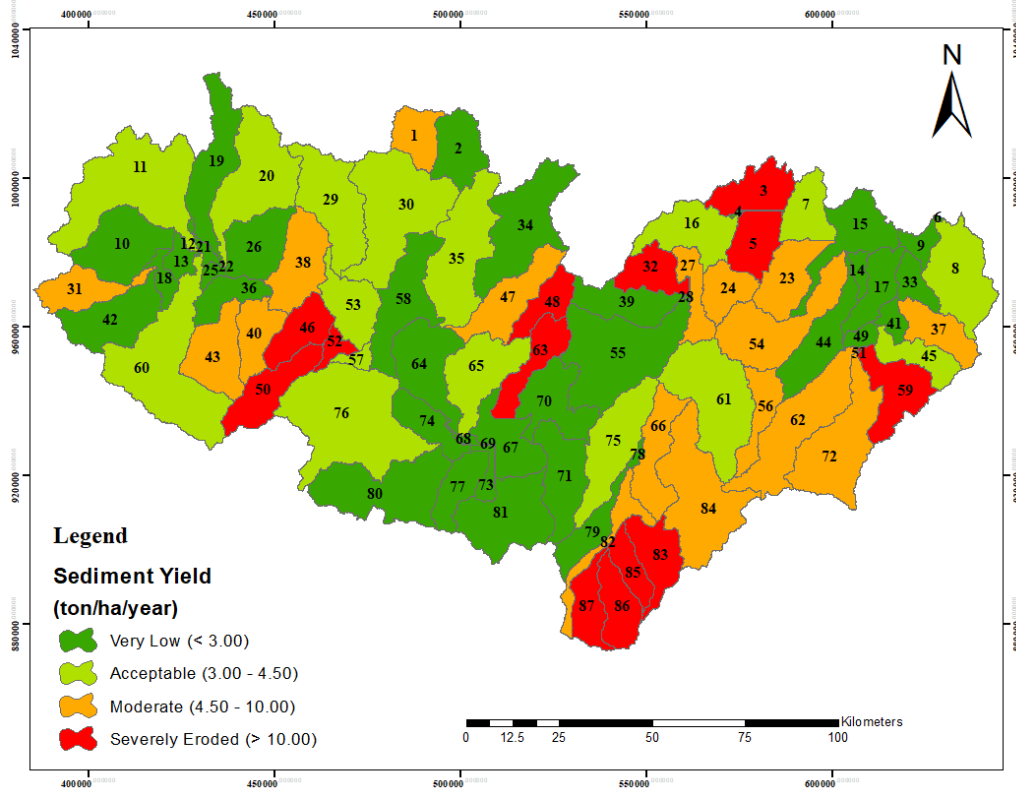 400000 450000 500000 550000 600000
1040000
N
1 2
3
11 19 20 29 30 4 7
16 6
34 15
10 12 21 26 5 9
13 35 32 27 14 8
18 25 22 38 23
31 36 58 47 48 39 28 24 17 33
42 53 41 37
46 49
40 52 63 55 54 44 51 45
43 57 64 65
60 50 59
70 61 56
76 74 62
68 69 67 75 66 72
78
71
80 77 73
81 84
79 82
83
85
87 86
1000000
960000
920000
880000
Legend
Sediment Yield
(ton/ha/year)
Very Low (< 3.00)
Acceptable (3.00 - 4.50)
Moderate (4.50 - 10.00)
Severely Eroded (> 10.00)
Kilometers
0 12.5 25 50 75 100
400000 450000 500000 550000 600000